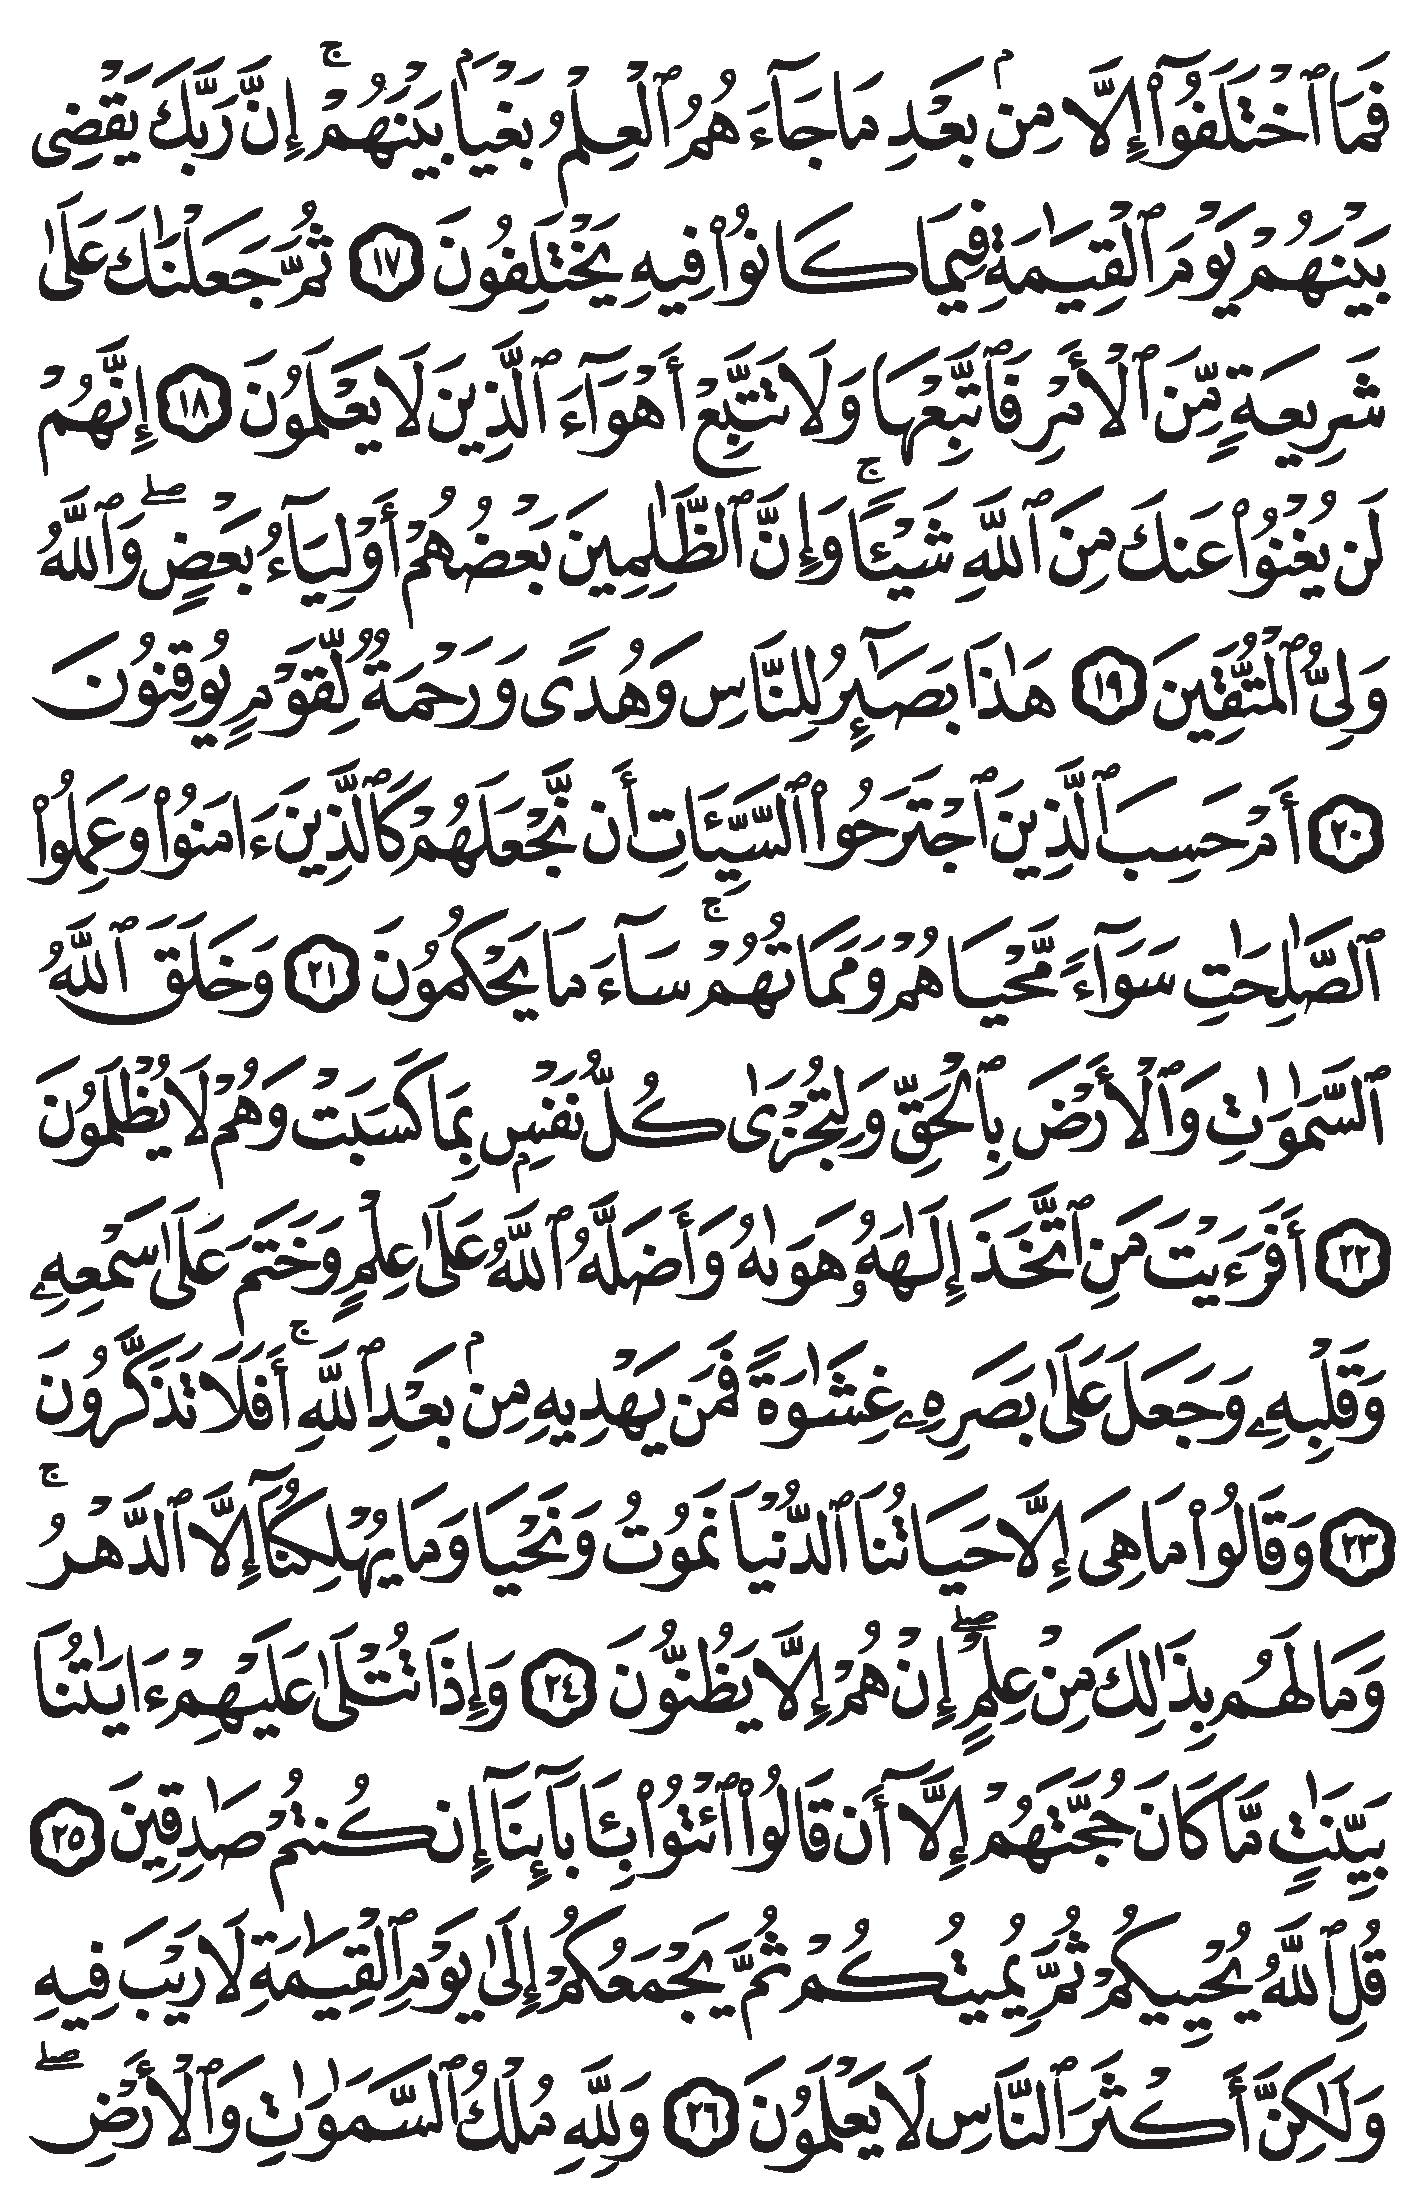 فَمَا ٱخْتَلَفُوٓا۟ إِلَّا مِنۢ بَعْدِ مَا جَآءَهُمُ ٱلْعِلْمُ بَغْيَۢا بَيْنَهُمْ ۚ إِنَّ رَبَّكَ يَقْضِى
بَيْنَهُمْ يَوْمَ ٱلْقِيَـٰمَةِ فِيمَا كَانُوا۟ فِيهِ يَخْتَلِفُونَ ١٧ ثُمَّ جَعَلْنَـٰكَ عَلَىٰ
شَرِيعَةٍ مِّنَ ٱلْأَمْرِ فَٱتَّبِعْهَا وَلَا تَتَّبِعْ أَهْوَآءَ ٱلَّذِينَ لَا يَعْلَمُونَ ١٨ إِنَّهُمْ
لَن يُغْنُوا۟ عَنكَ مِنَ ٱللَّهِ شَيْـًٔا ۚ وَإِنَّ ٱلظَّـٰلِمِينَ بَعْضُهُمْ أَوْلِيَآءُ بَعْضٍ ۖ وَٱللَّهُ
وَلِىُّ ٱلْمُتَّقِينَ ١٩ هَـٰذَا بَصَـٰٓئِرُ لِلنَّاسِ وَهُدًى وَرَحْمَةٌ لِّقَوْمٍ يُوقِنُونَ
٢٠ أَمْ حَسِبَ ٱلَّذِينَ ٱجْتَرَحُوا۟ ٱلسَّيِّـَٔاتِ أَن نَّجْعَلَهُمْ كَٱلَّذِينَ ءَامَنُوا۟ وَعَمِلُوا۟
ٱلصَّـٰلِحَـٰتِ سَوَآءً مَّحْيَاهُمْ وَمَمَاتُهُمْ ۚ سَآءَ مَا يَحْكُمُونَ ٢١ وَخَلَقَ ٱللَّهُ
ٱلسَّمَـٰوَٰتِ وَٱلْأَرْضَ بِٱلْحَقِّ وَلِتُجْزَىٰ كُلُّ نَفْسٍۭ بِمَا كَسَبَتْ وَهُمْ لَا يُظْلَمُونَ
٢٢ أَفَرَءَيْتَ مَنِ ٱتَّخَذَ إِلَـٰهَهُۥ هَوَىٰهُ وَأَضَلَّهُ ٱللَّهُ عَلَىٰ عِلْمٍ وَخَتَمَ عَلَىٰ سَمْعِهِۦ
وَقَلْبِهِۦ وَجَعَلَ عَلَىٰ بَصَرِهِۦ غِشَـٰوَةً فَمَن يَهْدِيهِ مِنۢ بَعْدِ ٱللَّهِ ۚ أَفَلَا تَذَكَّرُونَ
٢٣ وَقَالُوا۟ مَا هِىَ إِلَّا حَيَاتُنَا ٱلدُّنْيَا نَمُوتُ وَنَحْيَا وَمَا يُهْلِكُنَآ إِلَّا ٱلدَّهْرُ ۚ
وَمَا لَهُم بِذَٰلِكَ مِنْ عِلْمٍ ۖ إِنْ هُمْ إِلَّا يَظُنُّونَ ٢٤ وَإِذَا تُتْلَىٰ عَلَيْهِمْ ءَايَـٰتُنَا
بَيِّنَـٰتٍ مَّا كَانَ حُجَّتَهُمْ إِلَّآ أَن قَالُوا۟ ٱئْتُوا۟ بِـَٔابَآئِنَآ إِن كُنتُمْ صَـٰدِقِينَ ٢٥
قُلِ ٱللَّهُ يُحْيِيكُمْ ثُمَّ يُمِيتُكُمْ ثُمَّ يَجْمَعُكُمْ إِلَىٰ يَوْمِ ٱلْقِيَـٰمَةِ لَا رَيْبَ فِيهِ
وَلَـٰكِنَّ أَكْثَرَ ٱلنَّاسِ لَا يَعْلَمُونَ ٢٦ وَلِلَّهِ مُلْكُ ٱلسَّمَـٰوَٰتِ وَٱلْأَرْضِ ۖ